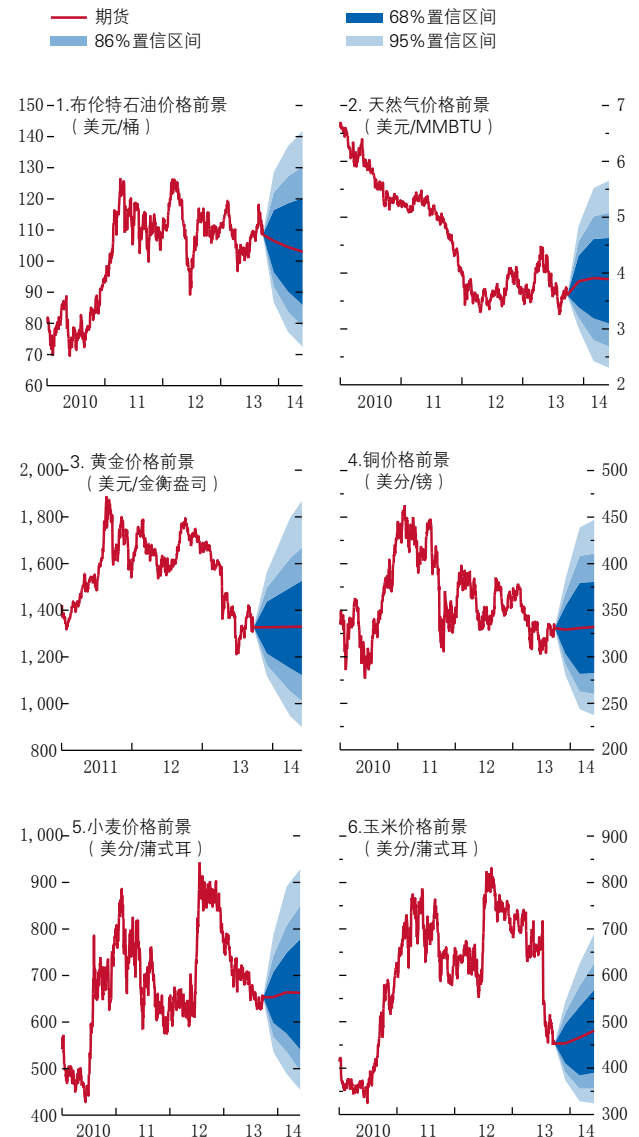 期货
68%置信区间
86%置信区间
95%置信区间
1.布伦特石油价格前景
（美元/桶）
150
140
130
120
110
100
90
80
70
60
2010 11 12 13 14
2. 天然气价格前景
（美元/MMBTU）
7
6
5
4
3
2
2010 11 12 13 14
3. 黄金价格前景
（美元/金衡盎司）
2,000
1,800
1,600
1,400
1,200
1,000
800
2011 12 13 14
4.铜价格前景
（美分/镑）
500
450
400
350
300
250
200
2010 11 12 13 14
5.小麦价格前景
（美分/蒲式耳）
1,000
900
800
700
600
500
400
2010 11 12 13 14
6.玉米价格前景
（美分/蒲式耳）
900
800
700
600
500
400
300
2010 11 12 13 14